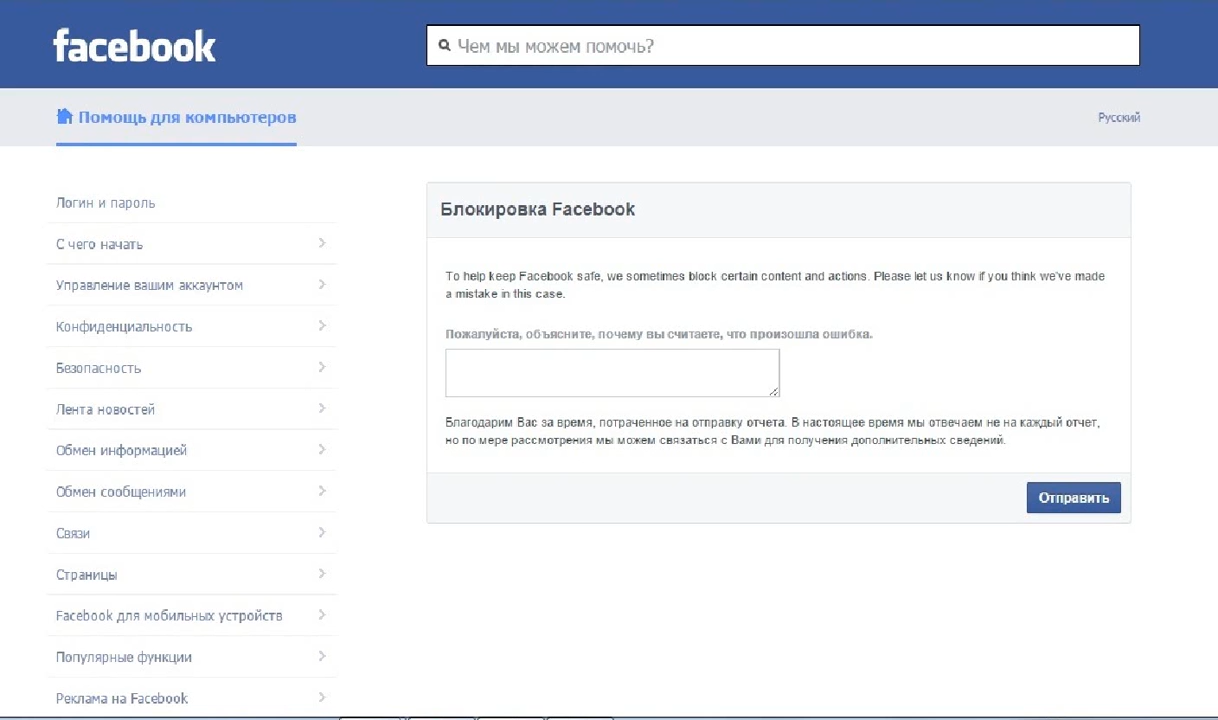 facebook
Чем мы можем помочь?
Помощь для компьютеров
Русский
Логин и пароль
С чего начать
Управление вашим аккаунтом
Конфиденциальность
Безопасность
Лента новостей
Обмен информацией
Обмен сообщениями
Связи
Страницы
Facebook для мобильных устройств
Популярные функции
Реклама на Facebook
Блокировка Facebook
To help keep Facebook safe, we sometimes block certain content and actions. Please let us know if you think we've made
a mistake in this case.
Пожалуйста, объясните, почему вы считаете, что произошла ошибка.
Благодарим Вас за время, потраченное на отправку отчета. В настоящее время мы отвечаем не на каждый отчет,
но по мере рассмотрения мы можем связаться с Вами для получения дополнительных сведений.
Отправить